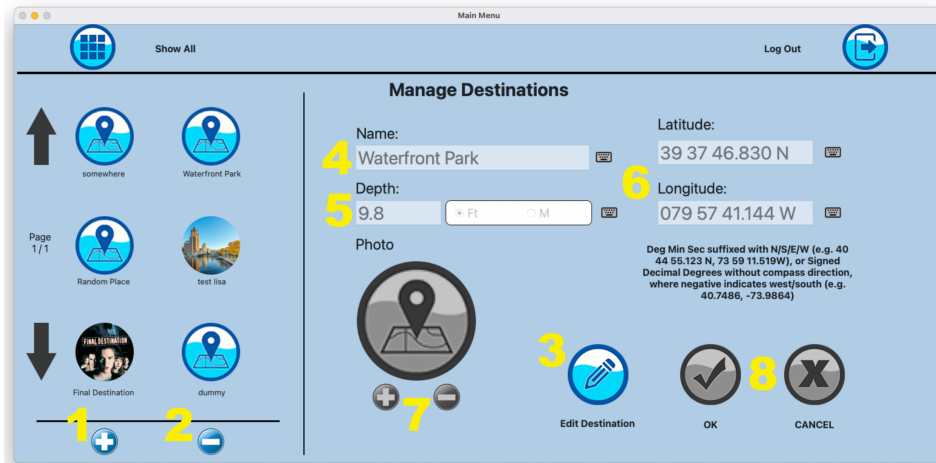 Main Menu
Show All
Log Out
Manage Destinations
somewhere
Waterfront Park
Page
1 / 1
Random Place
test lisa
FINAL DESTINATION
Final Destination
dummy
1
2
Name:
4
Waterfront Park
Depth:
5
9.8
Ft
M
Photo
7
Latitude:
39 37 46.830 N
6
Longitude:
079 57 41.144 W
Deg Min Sec suffixed with N/S/E/W (e.g. 40
44 55.123 N, 73 59 11.519W), or Signed
Decimal Degrees without compass direction,
where negative indicates west/south (e.g.
40.7486, -73.9864)
3
8
Edit Destination
OK
CANCEL